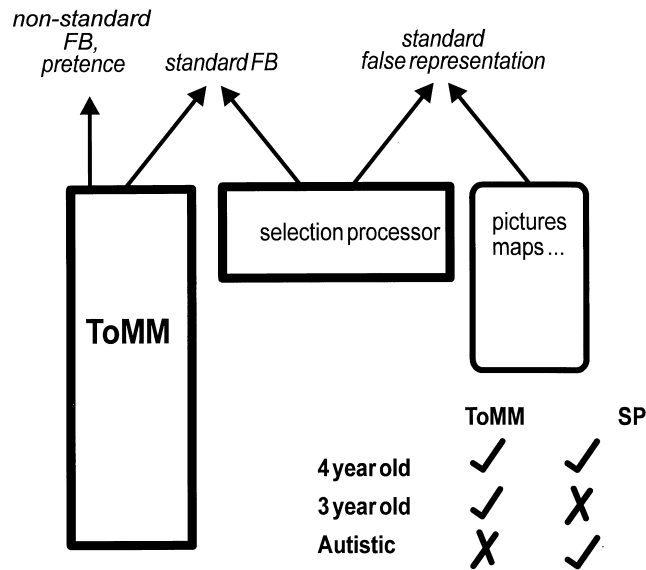 non-standard
FB,
pretence
standard FB
standard
false representation
ToMM
selection processor
pictures
maps ...
ToMM SP
4 year old ✓ ✓
3 year old ✓ ✗
Autistic ✗ ✓